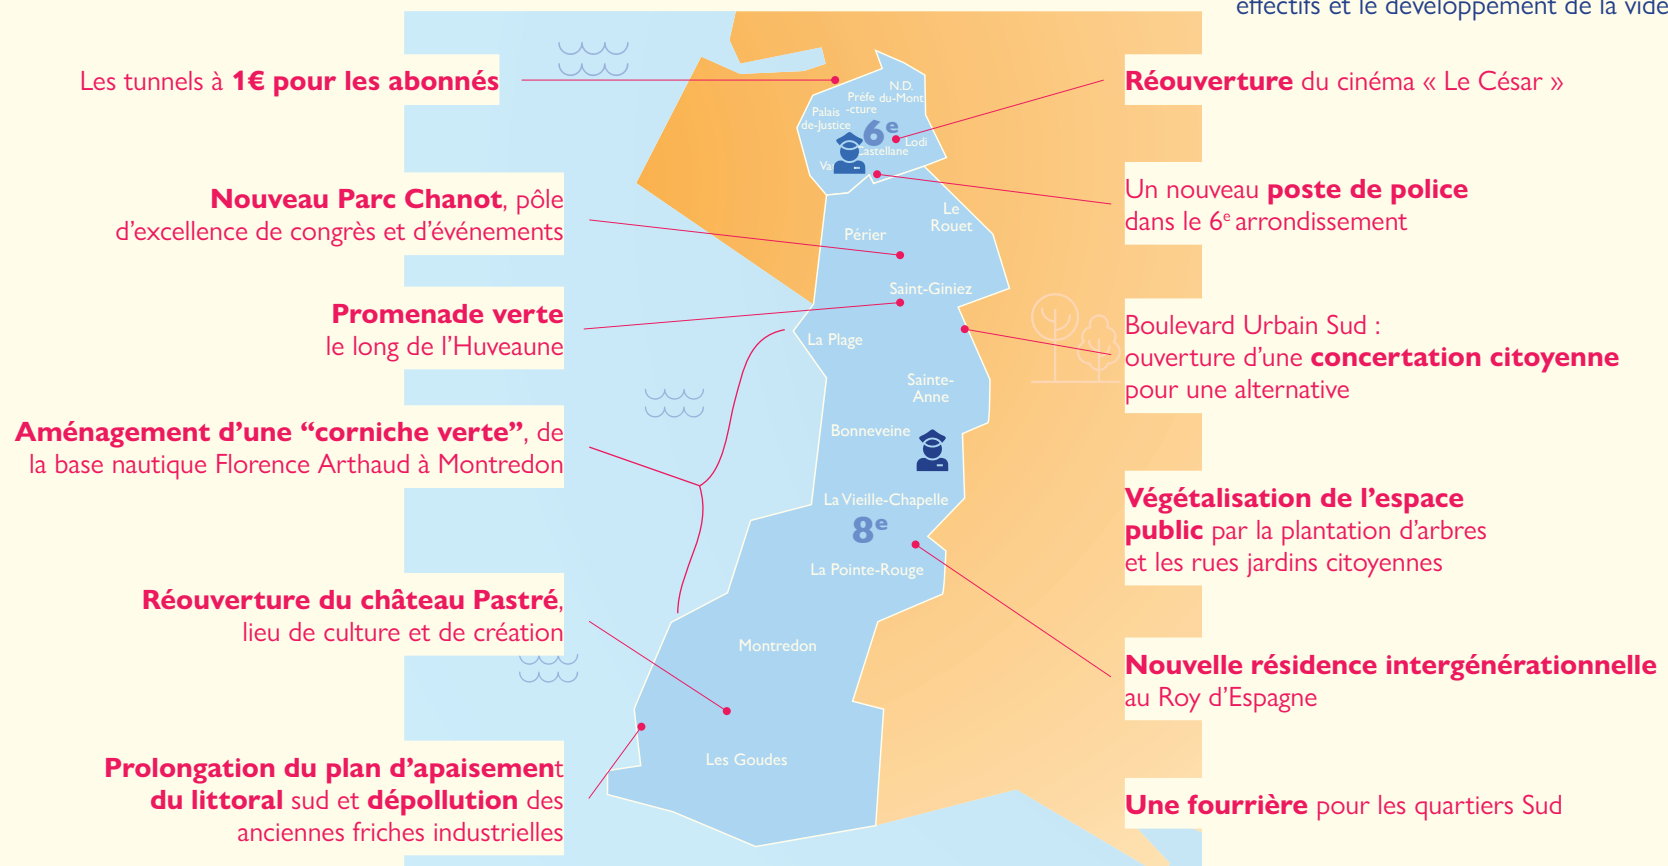 effectifs et le développement de la vidé
Les tunnels à 1€ pour les abonnés
Nouveau Parc Chanot, pôle
d'excellence de congrès et d'événements
Promenade verte
le long de l'Huveaune
Aménagement d'une “corniche verte”, de
la base nautique Florence Arthaud à Montredon
Réouverture du château Pastré,
lieu de culture et de création
Prolongation du plan d'apaisement
du littoral sud et dépollution des
anciennes friches industrielles
N.D.
du-Mont
Préfe
-cture
Palais
de-Justice
6e
Lodi
Castellane
Le
Rouet
Périer
Saint-Giniez
La Plage
Sainte-
Anne
Bonneveine
La Vieille-Chapelle
8e
La Pointe-Rouge
Montredon
Les Goudes
Réouverture du cinéma « Le César »
Un nouveau poste de police
dans le 6e arrondissement
Boulevard Urbain Sud :
ouverture d'une concertation citoyenne
pour une alternative
Végétalisation de l'espace
public par la plantation d'arbres
et les rues jardins citoyennes
Nouvelle résidence intergénérationnelle
au Roy d'Espagne
Une fourrière pour les quartiers Sud